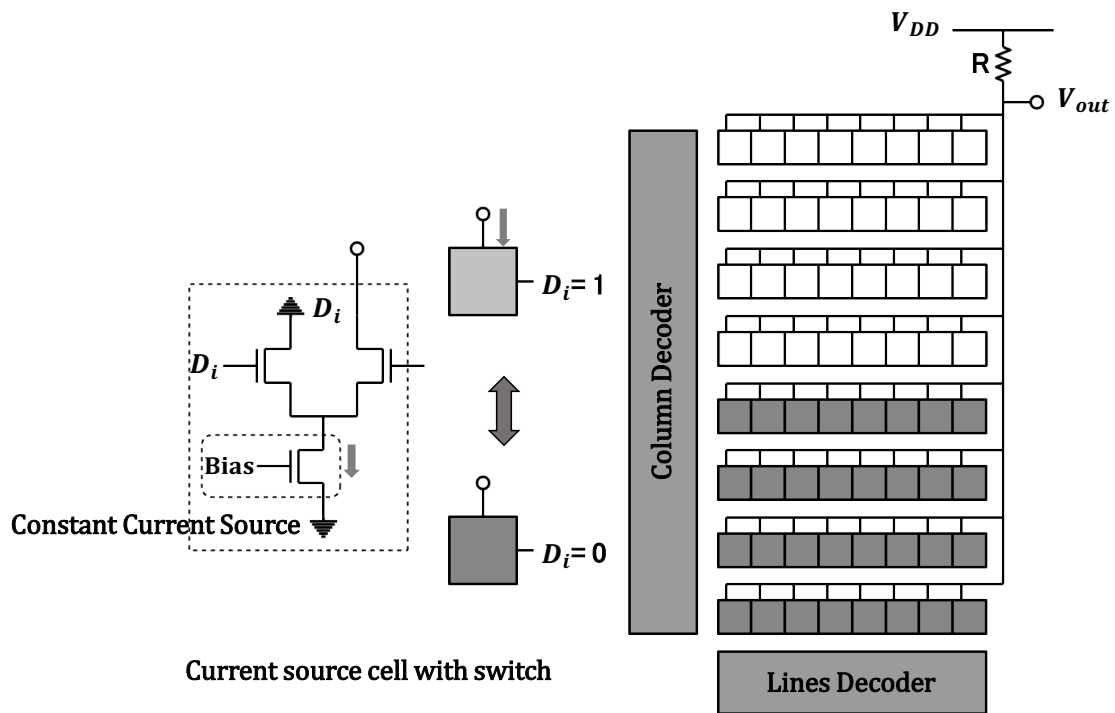 V_DD
R
V_out
D_i = 1
D_i
D_i
Column Decoder
Bias
Constant Current Source
D_i = 0
Current source cell with switch
Lines Decoder